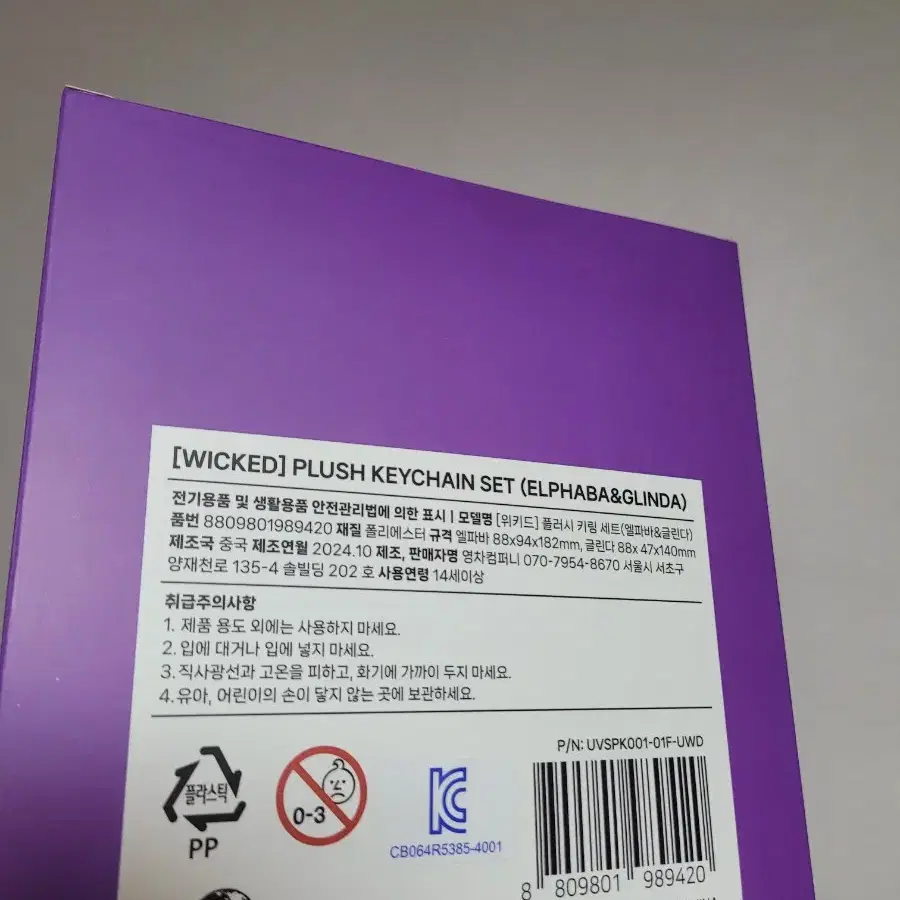 [WICKED] PLUSH KEYCHAIN SET (ELPHABA&GLINDA)
전기용품 및 생활용품 안전관리법에 의한 표시 | 모델명 [위키드] 플러시 키링 세트(엘파바&글린다)
품번 8809801989420 재질 폴리에스터 규격 엘파바 88x94x182mm, 글린다 88x 47x140mm
제조국 중국 제조연월 2024.10 제조, 판매자명 영차컴퍼니 070-7954-8670 서울시 서초구
양재천로 135-4 솔빌딩 202 호 사용연령 14세이상
취급주의사항
1. 제품 용도 외에는 사용하지 마세요.
2. 입에 대거나 입에 넣지 마세요.
3. 직사광선과 고온을 피하고, 화기에 가까이 두지 마세요.
4. 유아, 어린이의 손이 닿지 않는 곳에 보관하세요.
P/N: UVSPK001-01F-UWD
플라스틱
PP
0-3
CB064R5385-4001
8 809801 989420